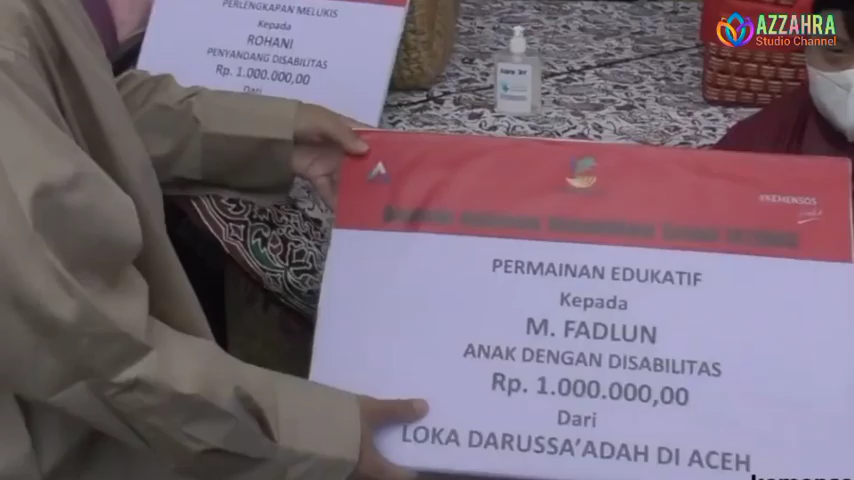 AZZAHRA
Studio Channel
PERLENGKAPAN MELUKIS
Kepada
ROHANI
PENYANDANG DISABILITAS
Rp. 1.000.000,00
Dari
#KEMENSOS
PERMAINAN EDUKATIF
Kepada
M. FADLUN
ANAK DENGAN DISABILITAS
Rp. 1.000.000,00
Dari
LOKA DARUSSA'ADAH DI ACEH